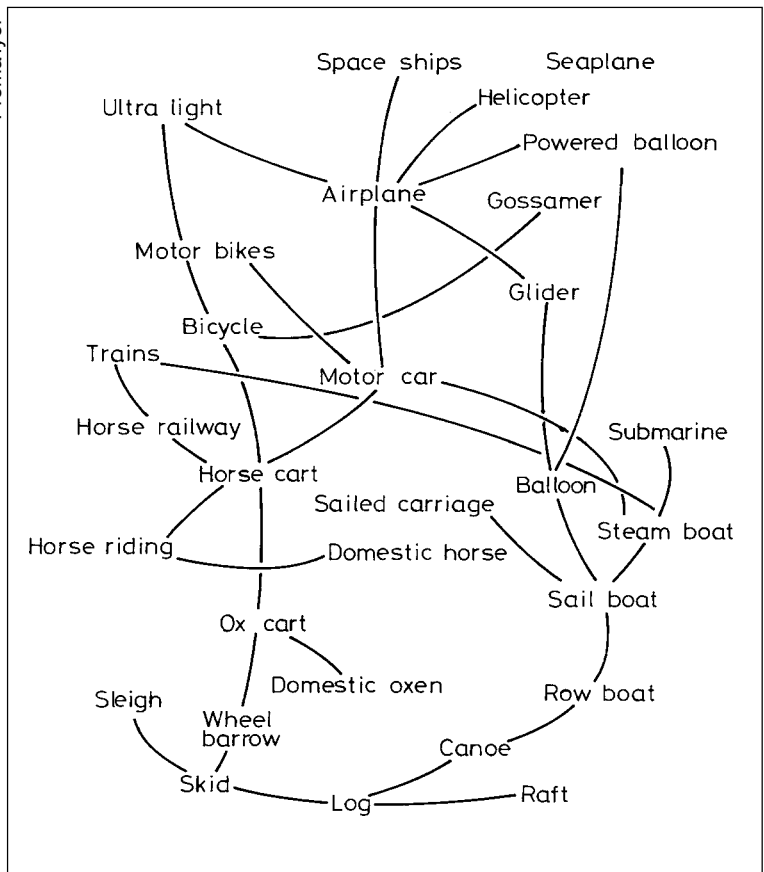 Space ships
Seaplane
Helicopter
Ultra light
Powered balloon
Airplane
Gossamer
Motor bikes
Glider
Bicycle
Trains
Motor car
Horse railway
Submarine
Horse cart
Balloon
Sailed carriage
Steam boat
Horse riding
Domestic horse
Sail boat
Ox cart
Domestic oxen
Row boat
Sleigh
Wheel
barrow
Canoe
Skid
Log
Raft